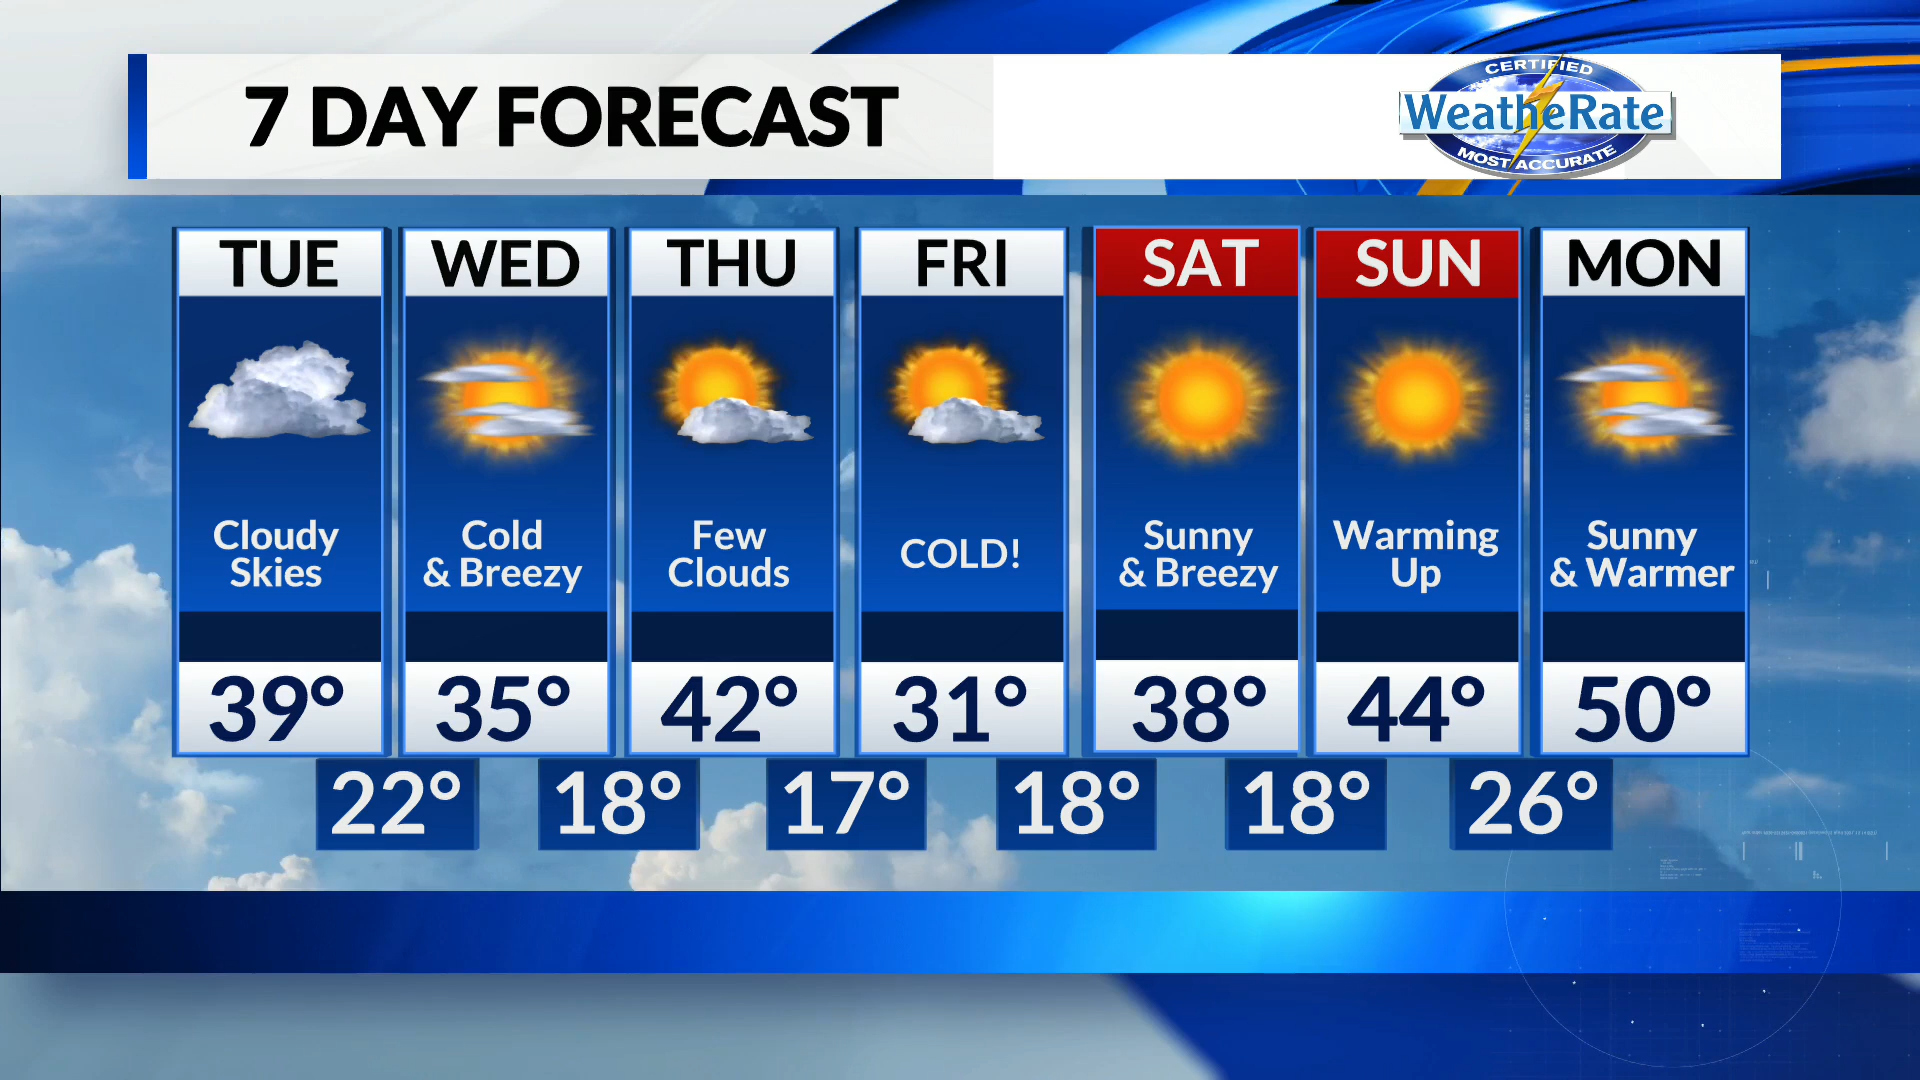 7 DAY FORECAST
CERTIFIED
WeatheRate
MOST ACCURATE
TUE
Cloudy
Skies
39°
WED
Cold
& Breezy
35°
THU
Few
Clouds
42°
FRI
COLD!
31°
SAT
Sunny
& Breezy
38°
SUN
Warming
Up
44°
MON
Sunny
& Warmer
50°
22°
18°
17°
18°
18°
26°